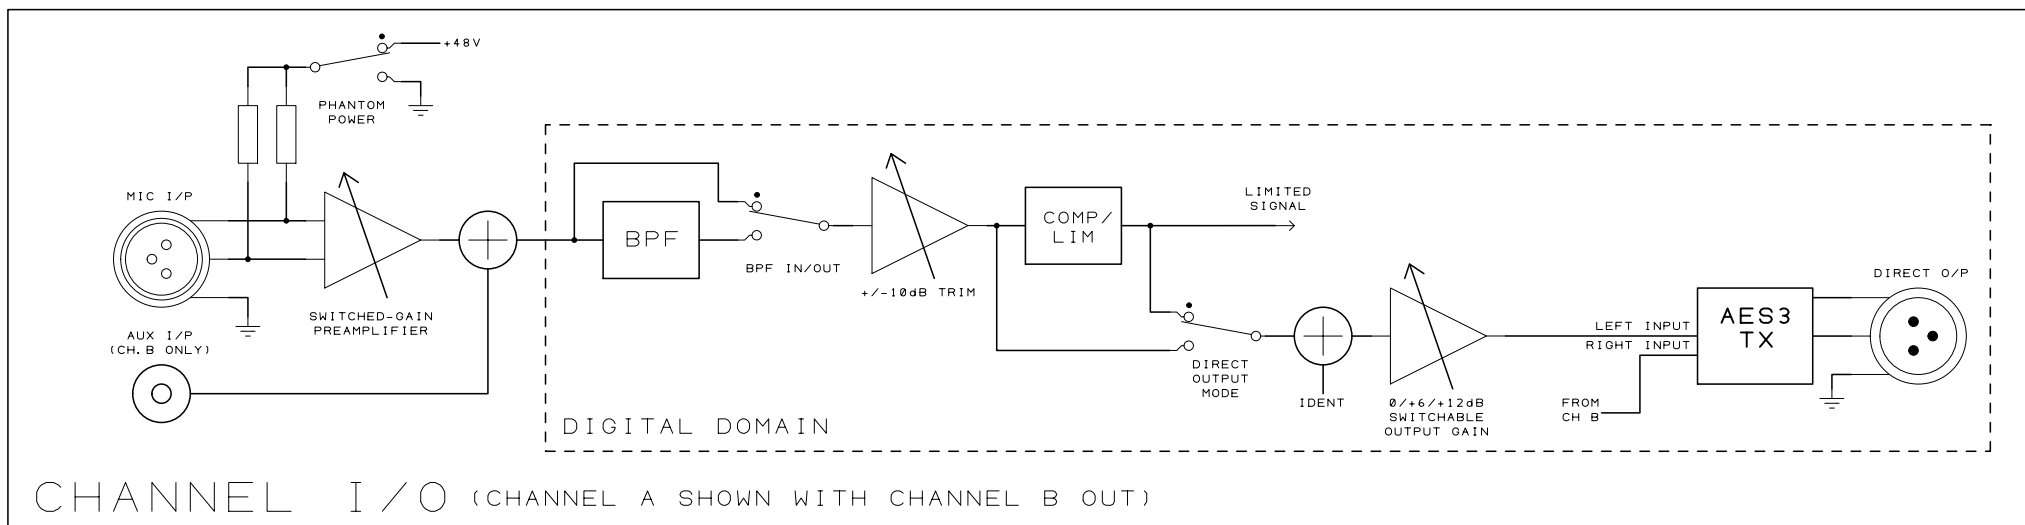 +48V
PHANTOM
POWER
MIC I/P
SWITCHED-GAIN
PREAMPLIFIER
AUX I/P
(CH.B ONLY)
BPF
BPF IN/OUT
+/-10dB TRIM
COMP/
LIM
LIMITED
SIGNAL
DIRECT
OUTPUT
MODE
IDENT
0/+6/+12dB
SWITCHABLE
OUTPUT GAIN
LEFT INPUT
RIGHT INPUT
FROM
CH B
AES3
TX
DIRECT O/P
DIGITAL DOMAIN
CHANNEL I/O (CHANNEL A SHOWN WITH CHANNEL B OUT)